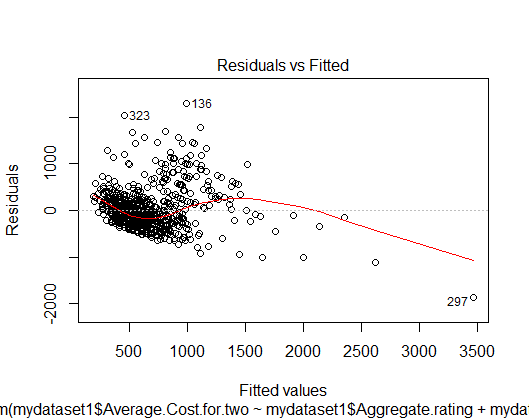 Residuals vs Fitted
Residuals
1000
0
-2000
323
136
297
500 1000 1500 2000 2500 3000 3500
Fitted values
m(mydataset1$Average.Cost.for.two ~ mydataset1$Aggregate.rating + myda